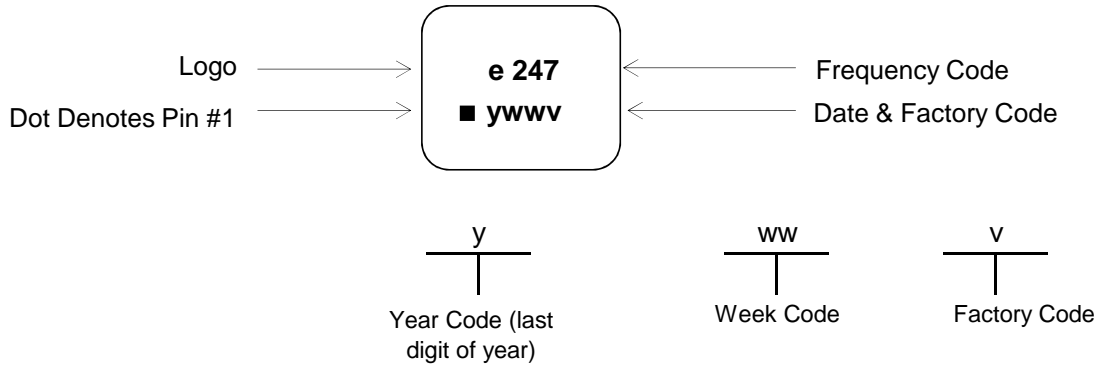 Logo
e 247
Frequency Code
Dot Denotes Pin #1
■ ywwv
Date & Factory Code
y
ww
v
Year Code (last
digit of year)
Week Code
Factory Code